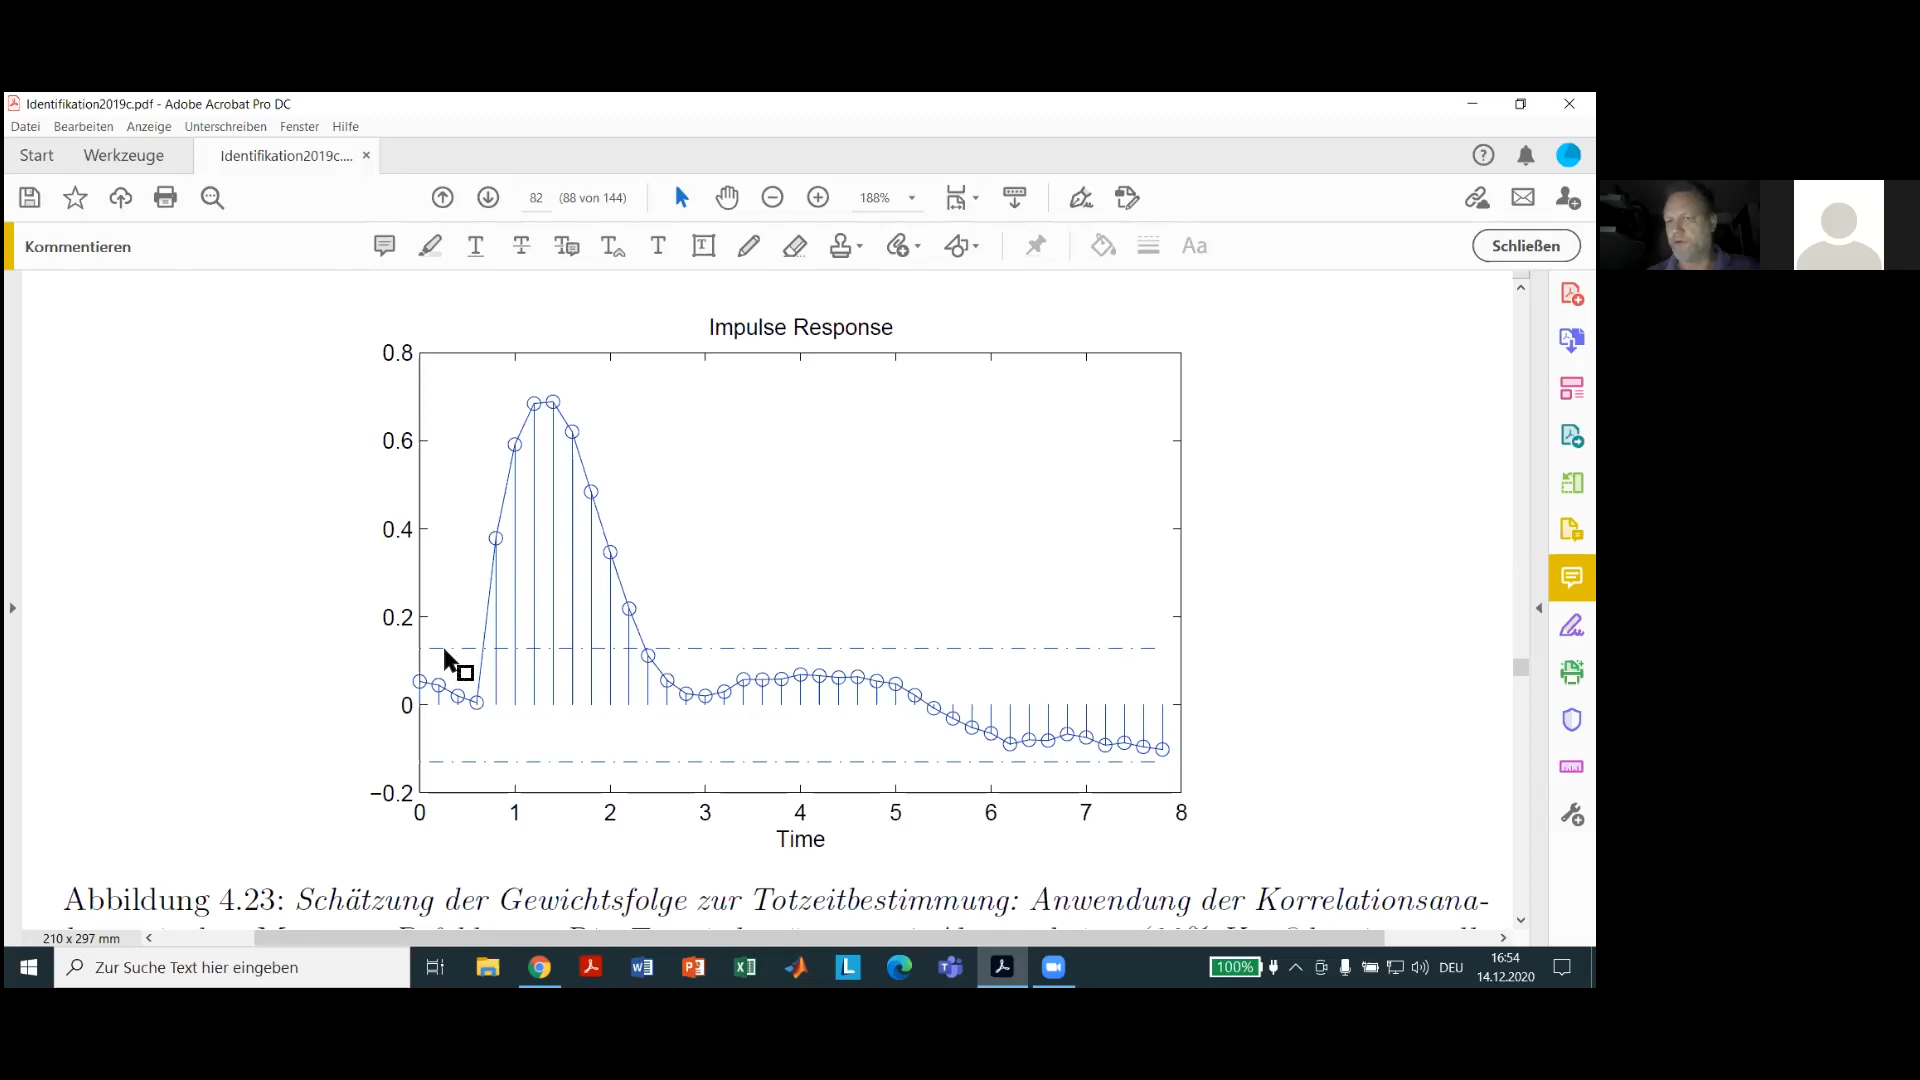 Identifikation2019c.pdf - Adobe Acrobat Pro DC
Datei Bearbeiten Anzeige Unterschreiben Fenster Hilfe
Start Werkzeuge Identifikation2019c.... ×
82 (88 von 144) 188%
Kommentieren Aa Schließen
Impulse Response
0.8
0.6
0.4
0.2
0
−0.2
0 1 2 3 4 5 6 7 8
Time
Abbildung 4.23: Schätzung der Gewichtsfolge zur Totzeitbestimmung: Anwendung der Korrelationsana-
210 x 297 mm
Zur Suche Text hier eingeben
100% DEU 16:54
14.12.2020